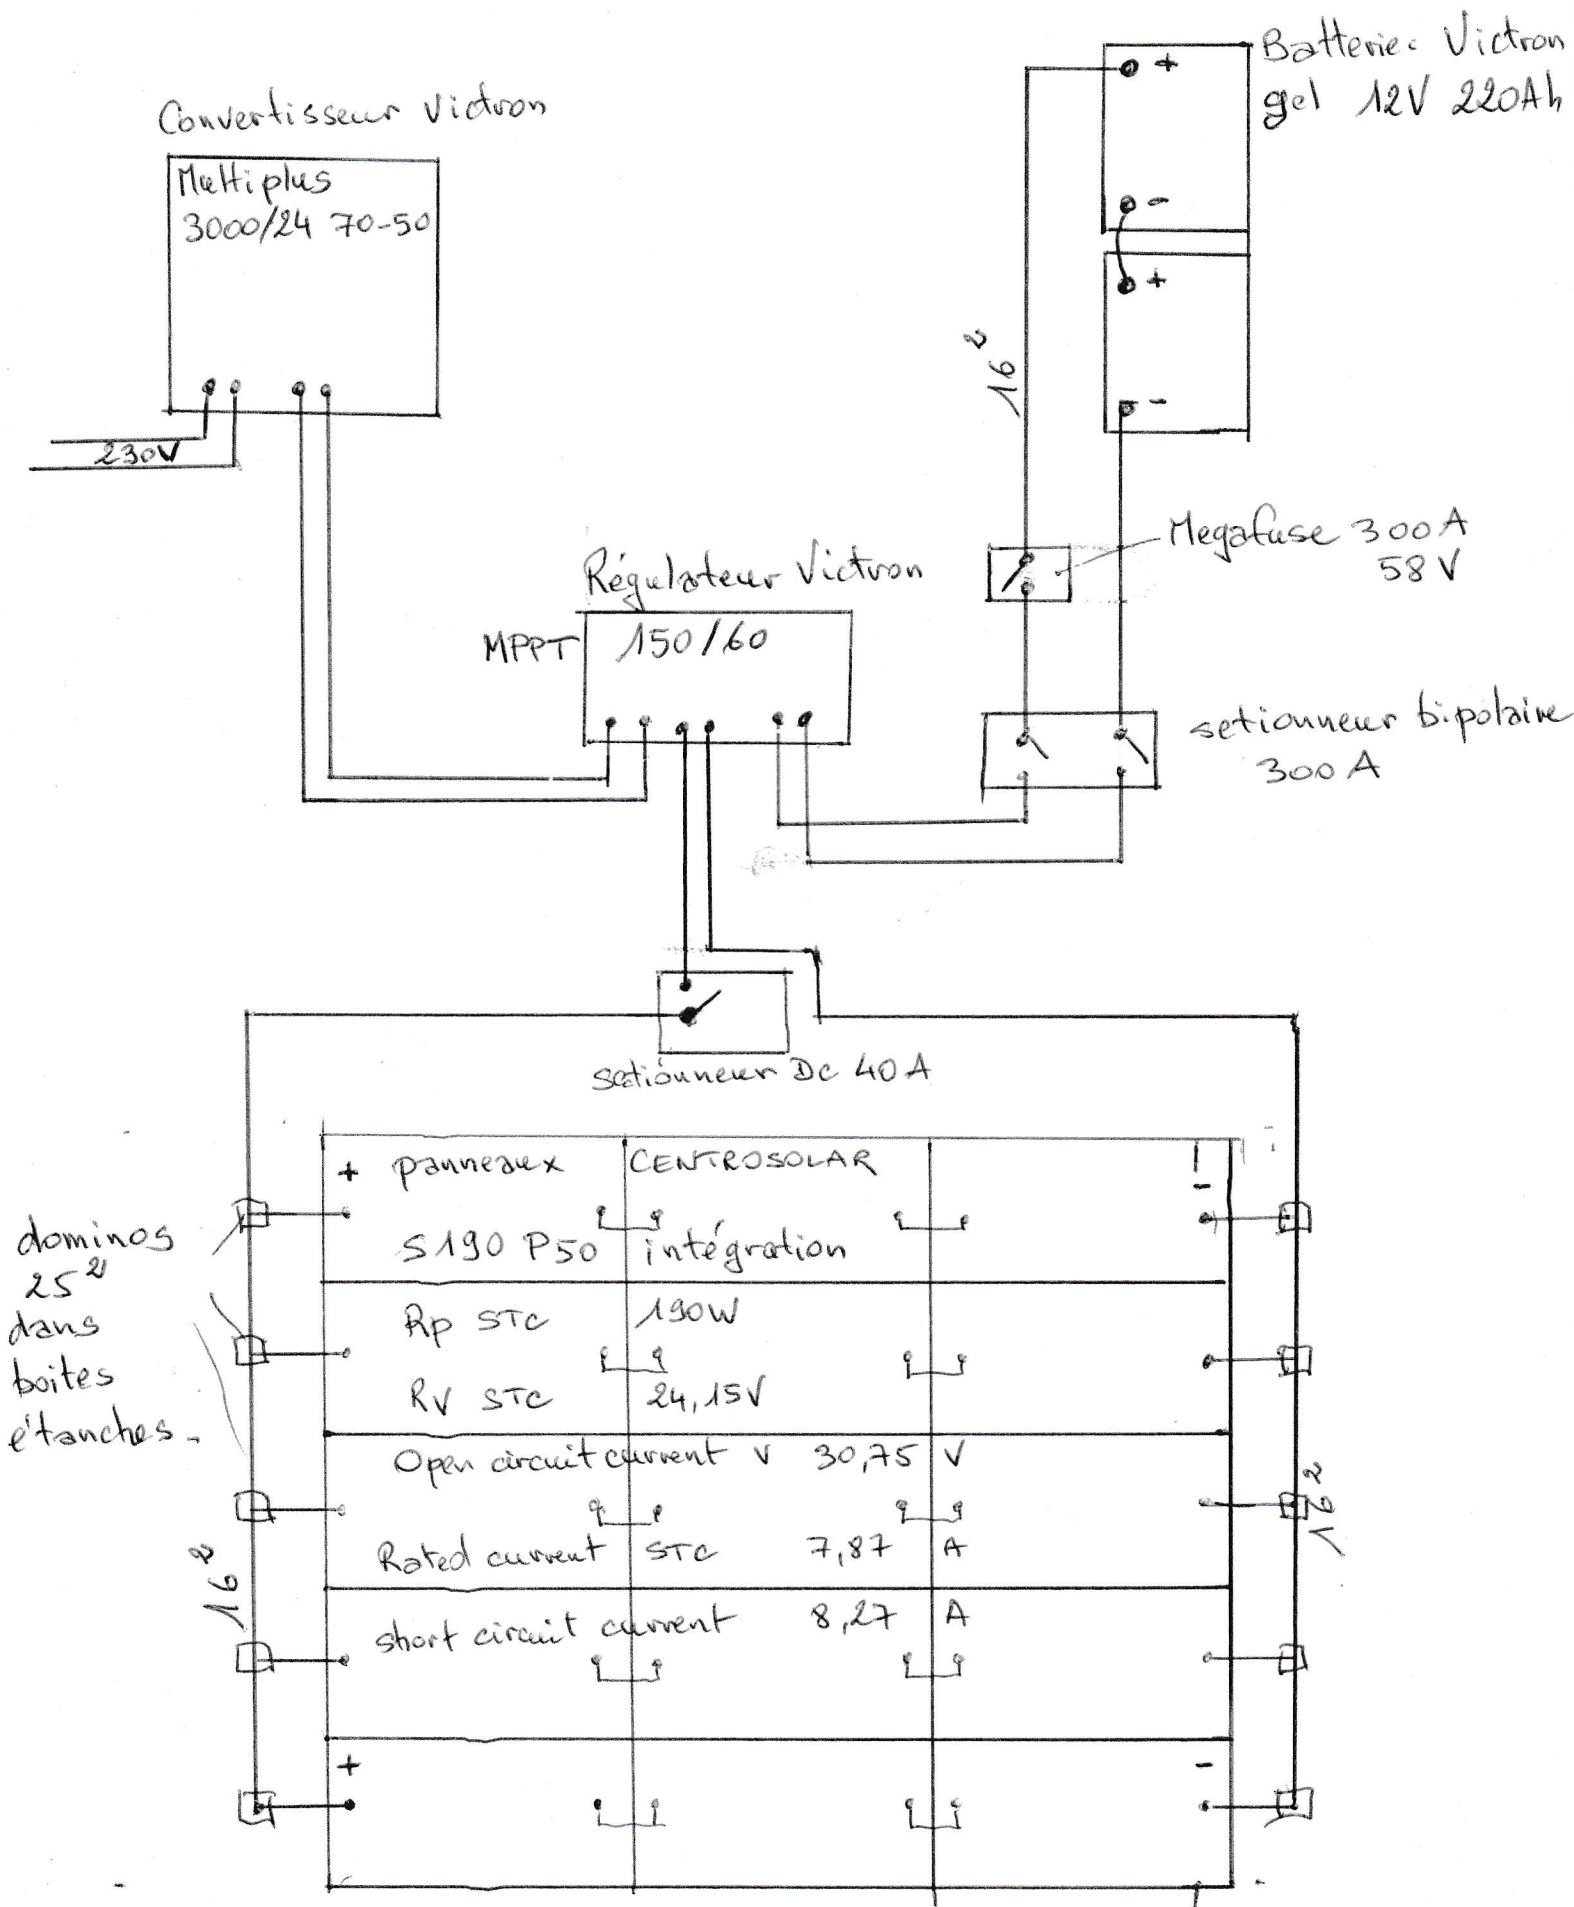 Batterie: Victron
gel 12V 220Ah
Convertisseur Victron
Multiplus
3000/24 70-50
230V
+
-
+
-
16²
Megafuse 300A
58V
Régulateur Victron
MPPT 150/60
setionneur bipolaire
300A
setionneur Dc 40A
+ panneaux CENTROSOLAR -
S190 P50 intégration
dominos
25²
dans
boites
étanches-
Rp STC 190W
RV STC 24,15V
Open circuit current V 30,75 V
Rated current STC 7,87 A
16²
16²
short circuit current 8,27 A
+ -